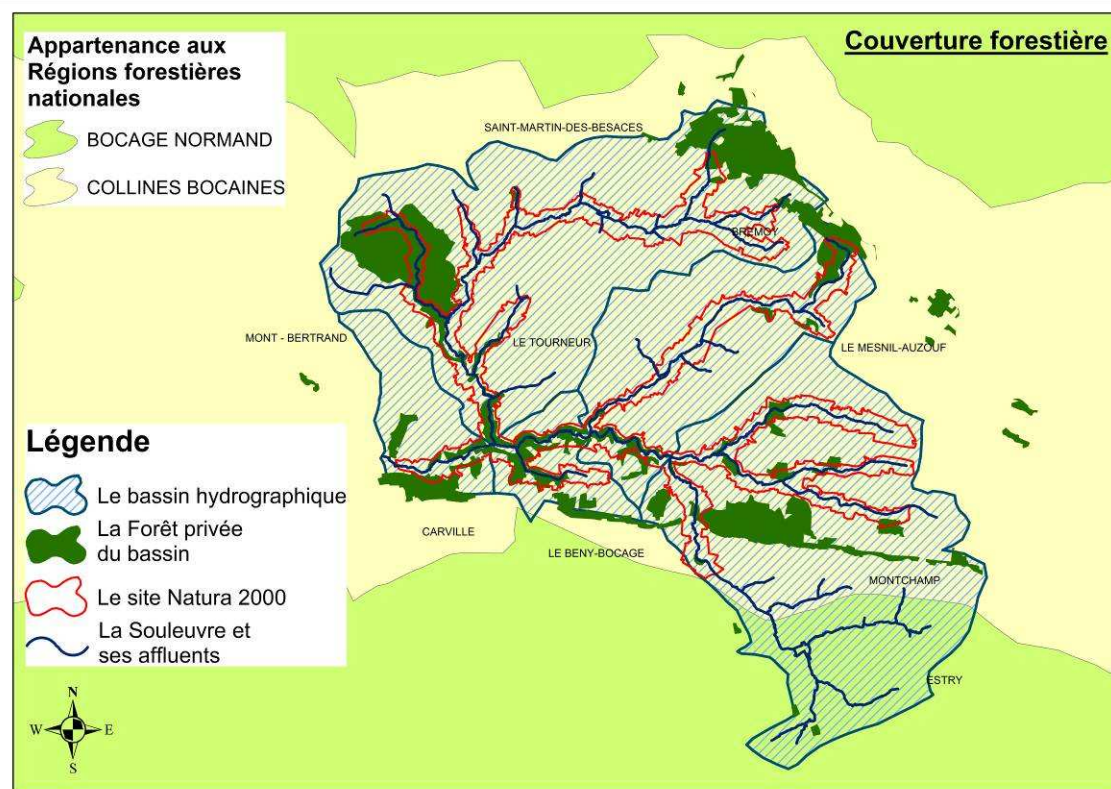 Couverture forestière
Appartenance aux
Régions forestières
nationales
BOCAGE NORMAND
COLLINES BOCAINES
SAINT-MARTIN-DES-BESACES
BREMOY
MONT - BERTRAND
LE TOURNEUR
LE MESNIL-AUZOUF
CARVILLE
LE BENY-BOCAGE
MONTCHAMP
ESTRY
Légende
Le bassin hydrographique
La Forêt privée
du bassin
Le site Natura 2000
La Souleuvre et
ses affluents
N
W E
S